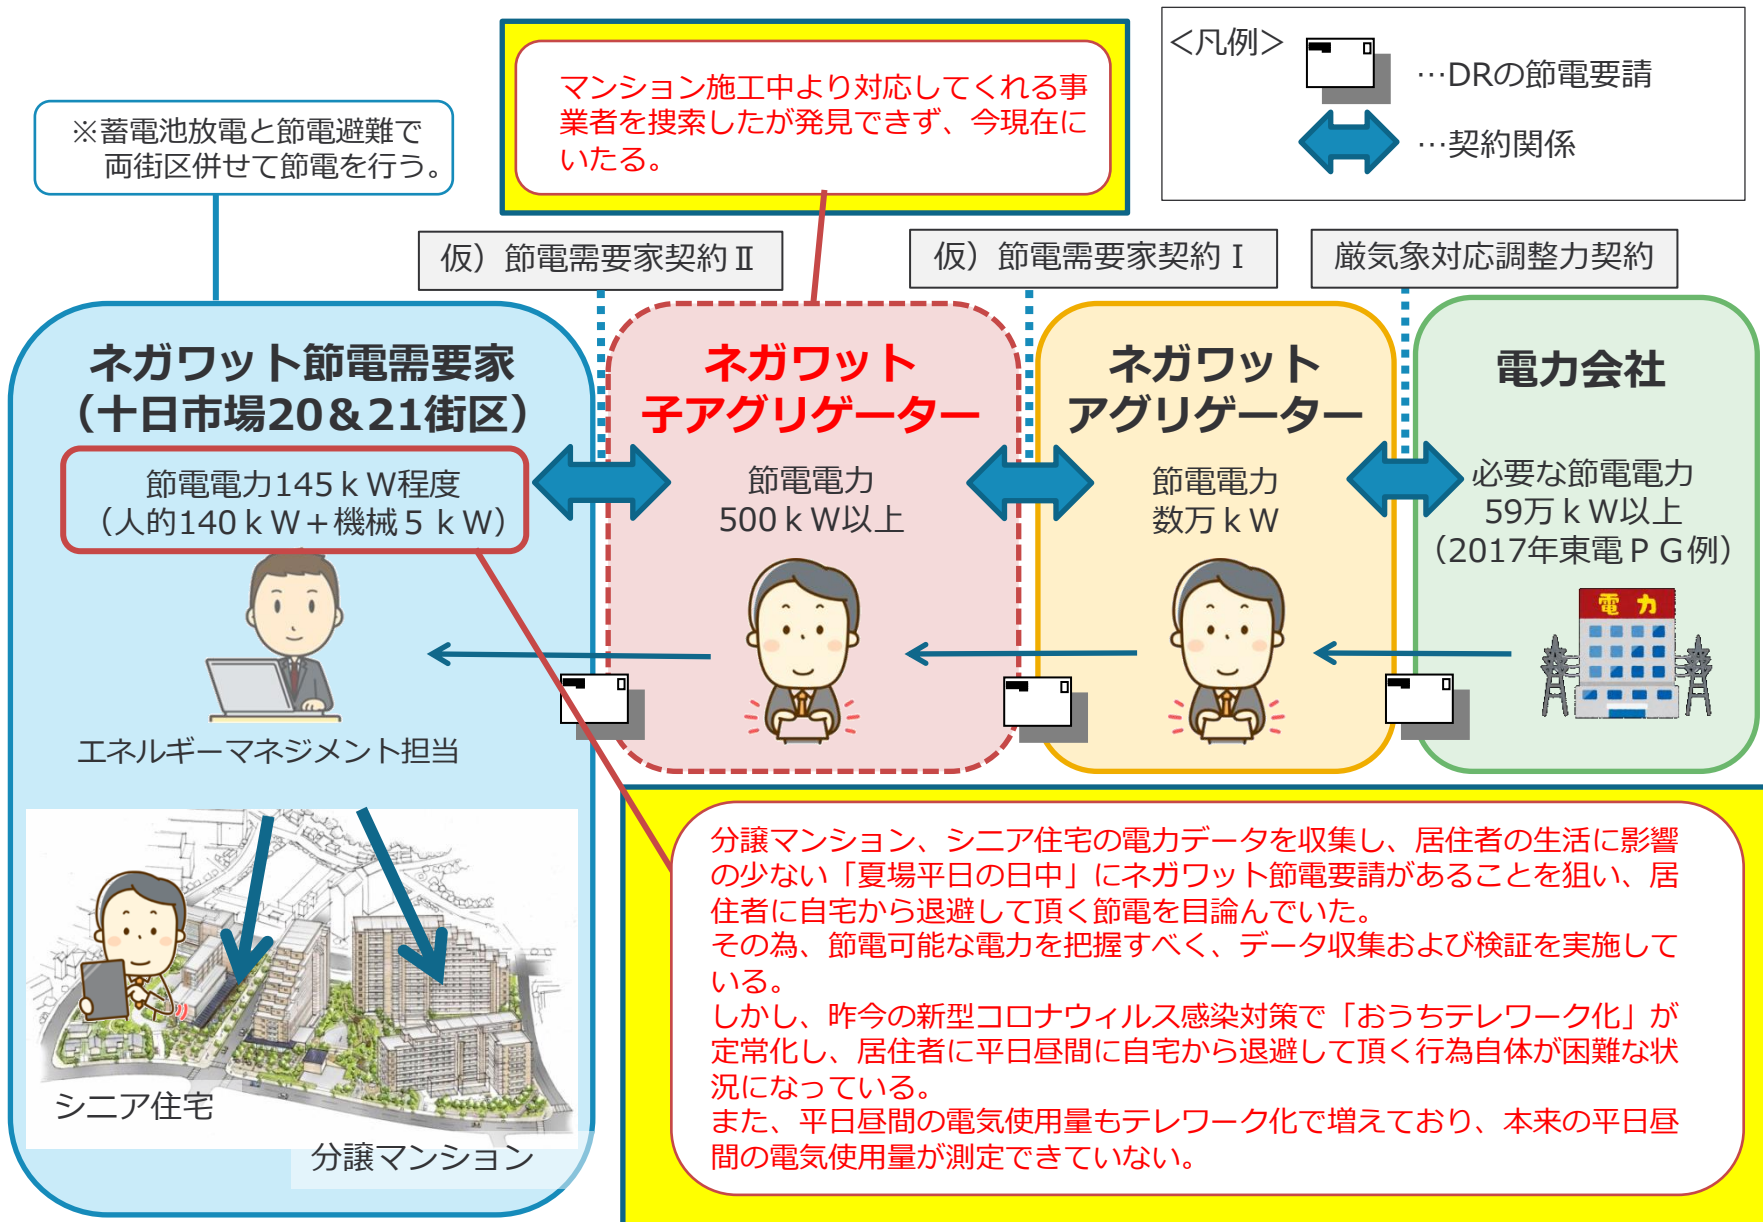 <凡例>
…DRの節電要請
…契約関係
マンション施工中より対応してくれる事
業者を捜索したが発見できず、今現在に
いたる。
※蓄電池放電と節電避難で
両街区併せて節電を行う。
仮）節電需要家契約Ⅱ
仮）節電需要家契約Ⅰ
厳気象対応調整力契約
ネガワット節電需要家
（十日市場20＆21街区）
節電電力145ｋW程度
（人的140ｋW＋機械5ｋW）
エネルギーマネジメント担当
シニア住宅
分譲マンション
ネガワット
子アグリゲーター
節電電力
500ｋW以上
ネガワット
アグリゲーター
節電電力
数万ｋW
電力会社
必要な節電電力
59万ｋW以上
（2017年東電ＰＧ例）
電力
分譲マンション、シニア住宅の電力データを収集し、居住者の生活に影響
の少ない「夏場平日の日中」にネガワット節電要請があることを狙い、居
住者に自宅から退避して頂く節電を目論んでいた。
その為、節電可能な電力を把握すべく、データ収集および検証を実施して
いる。
しかし、昨今の新型コロナウィルス感染対策で「おうちテレワーク化」が
定常化し、居住者に平日昼間に自宅から退避して頂く行為自体が困難な状
況になっている。
また、平日昼間の電気使用量もテレワーク化で増えており、本来の平日昼
間の電気使用量が測定できていない。